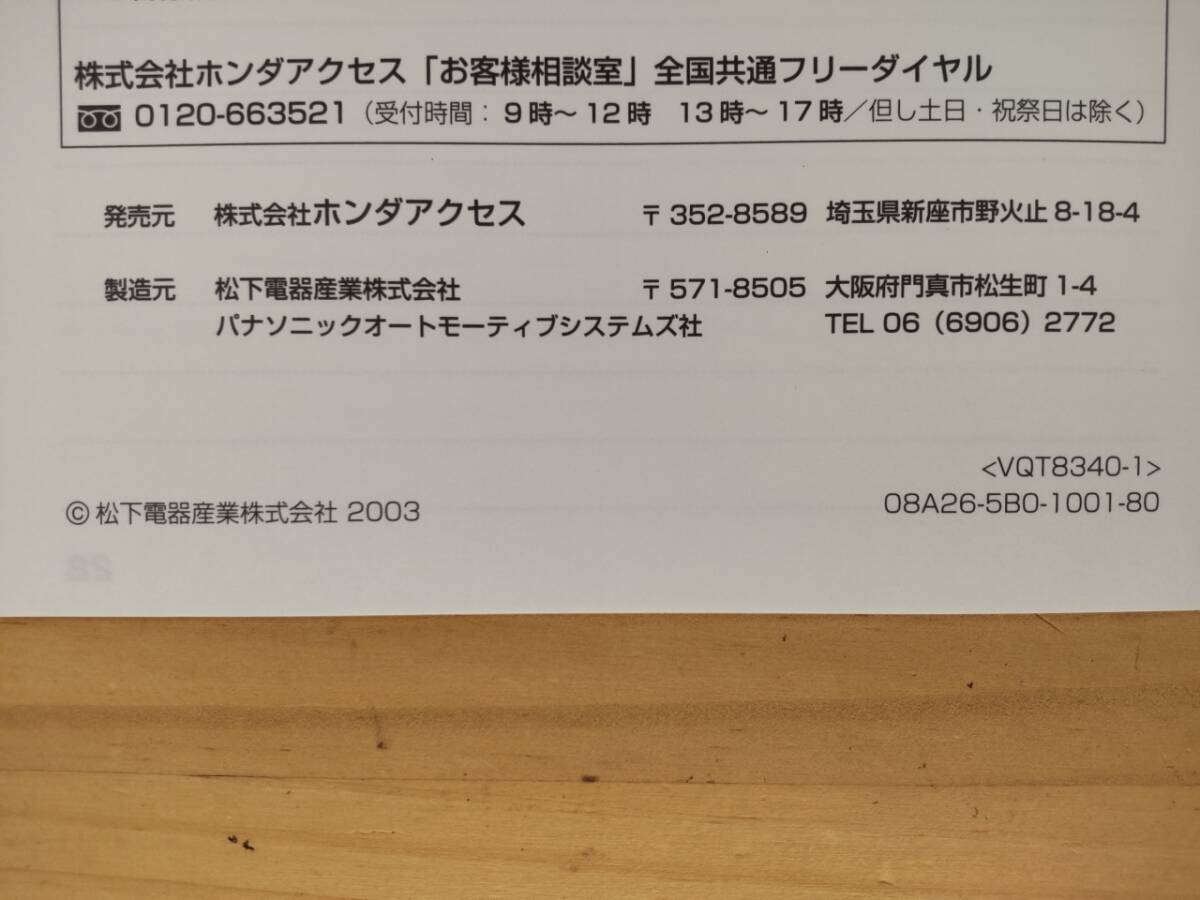 株式会社ホンダアクセス「お客様相談室」全国共通フリーダイヤル
0120-663521（受付時間：9時〜12時　13時〜17時／但し土日・祝祭日は除く）
発売元　株式会社ホンダアクセス　〒352-8589　埼玉県新座市野火止8-18-4
製造元　松下電器産業株式会社　〒571-8505　大阪府門真市松生町1-4
パナソニックオートモーティブシステムズ社　TEL 06（6906）2772
<VQT8340-1>
©松下電器産業株式会社 2003　08A26-5B0-1001-80